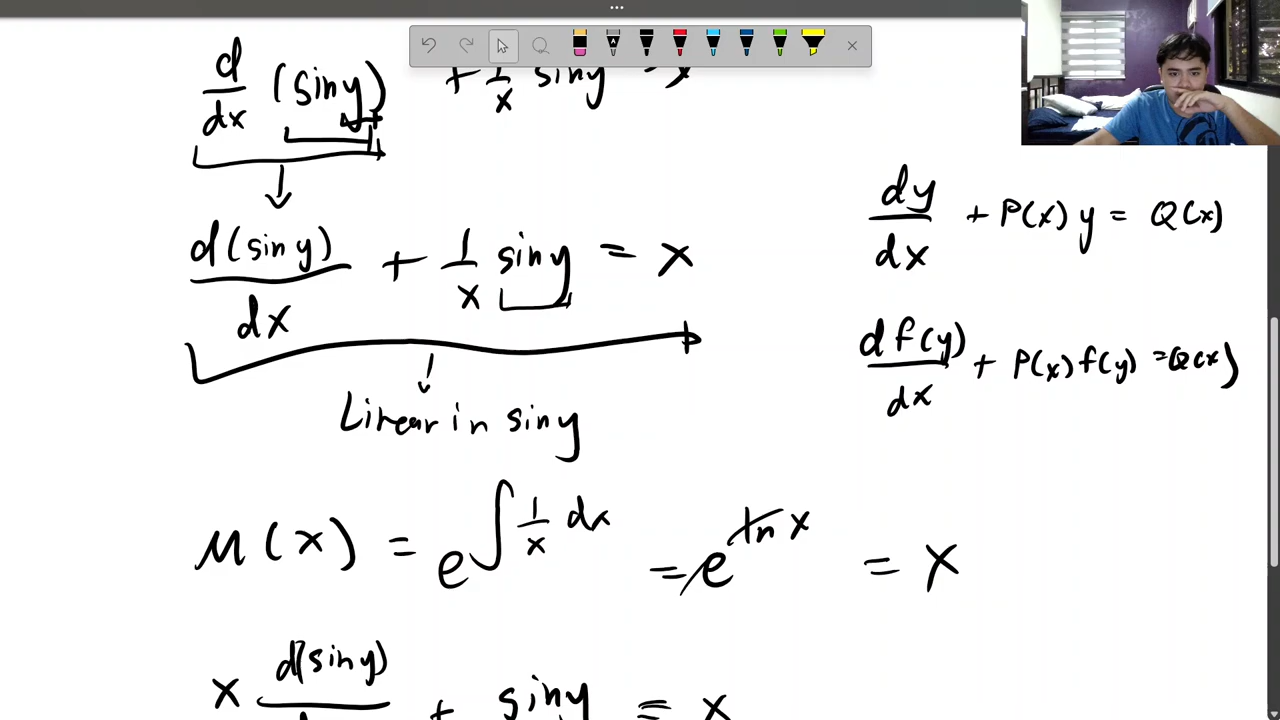 d/dx (sin y) + 1/x sin y = x
d(sin y)/dx + 1/x sin y = x
Linear in sin y
dy/dx + P(x) y = Q(x)
d f(y)/dx + P(x) f(y) = Q(x)
μ(x) = e^∫ 1/x dx = e^ln x = x
x d(sin y)/ + sin y = x